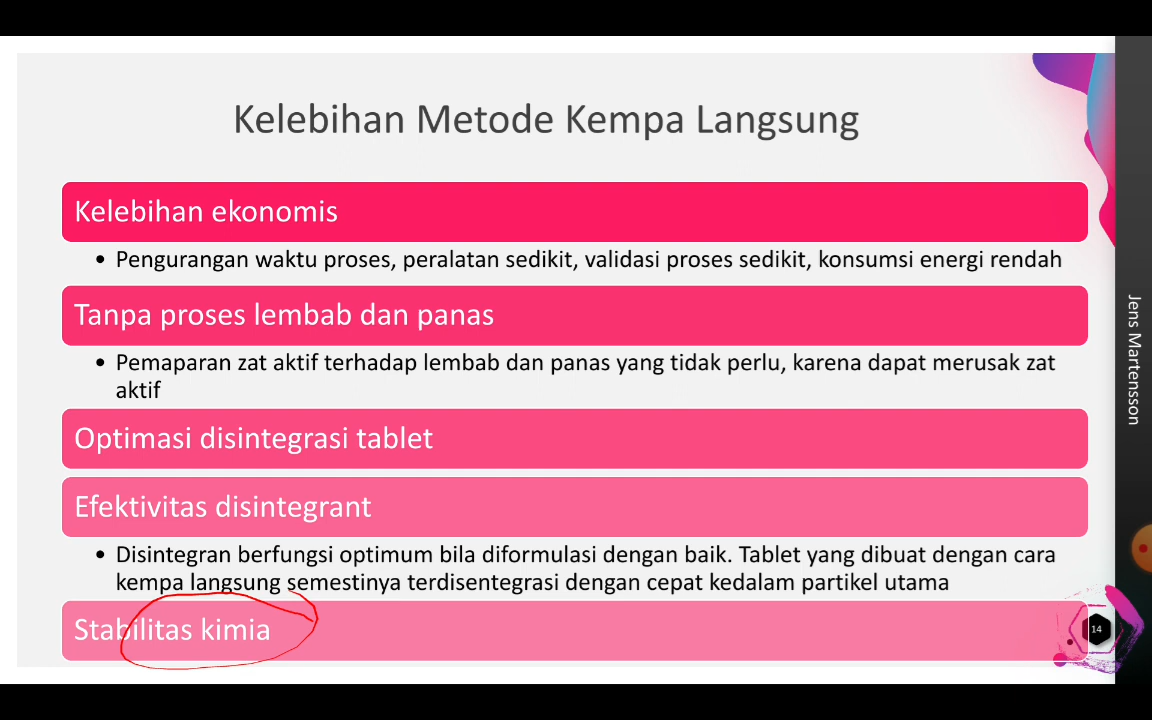 Kelebihan Metode Kempa Langsung
Kelebihan ekonomis
• Pengurangan waktu proses, peralatan sedikit, validasi proses sedikit, konsumsi energi rendah
Tanpa proses lembab dan panas
• Pemaparan zat aktif terhadap lembab dan panas yang tidak perlu, karena dapat merusak zat
aktif
Optimasi disintegrasi tablet
Efektivitas disintegrant
• Disintegran berfungsi optimum bila diformulasi dengan baik. Tablet yang dibuat dengan cara
kempa langsung semestinya terdisentegrasi dengan cepat kedalam partikel utama
Stabilitas kimia
14
Jens Martensson